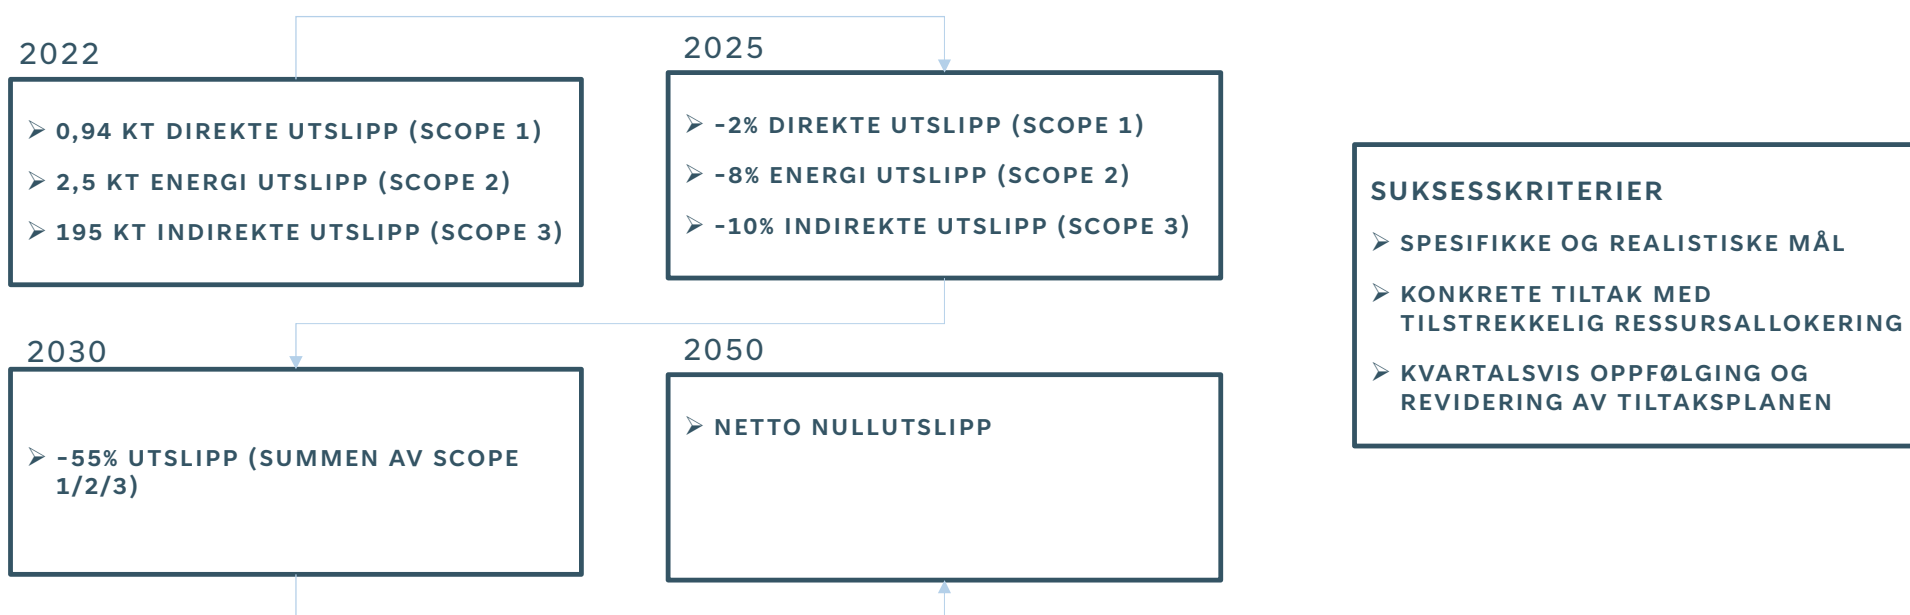 2022
➢ 0,94 KT DIREKTE UTSLIPP (SCOPE 1)
➢ 2,5 KT ENERGI UTSLIPP (SCOPE 2)
➢ 195 KT INDIREKTE UTSLIPP (SCOPE 3)
2025
➢ -2% DIREKTE UTSLIPP (SCOPE 1)
➢ -8% ENERGI UTSLIPP (SCOPE 2)
➢ -10% INDIREKTE UTSLIPP (SCOPE 3)
2030
➢ -55% UTSLIPP (SUMMEN AV SCOPE
1/2/3)
2050
➢ NETTO NULLUTSLIPP
SUKSESSKRITERIER
➢ SPESIFIKKE OG REALISTISKE MÅL
➢ KONKRETE TILTAK MED
TILSTREKKELIG RESSURSALLOKERING
➢ KVARTALSVIS OPPFØLGING OG
REVIDERING AV TILTAKSPLANEN